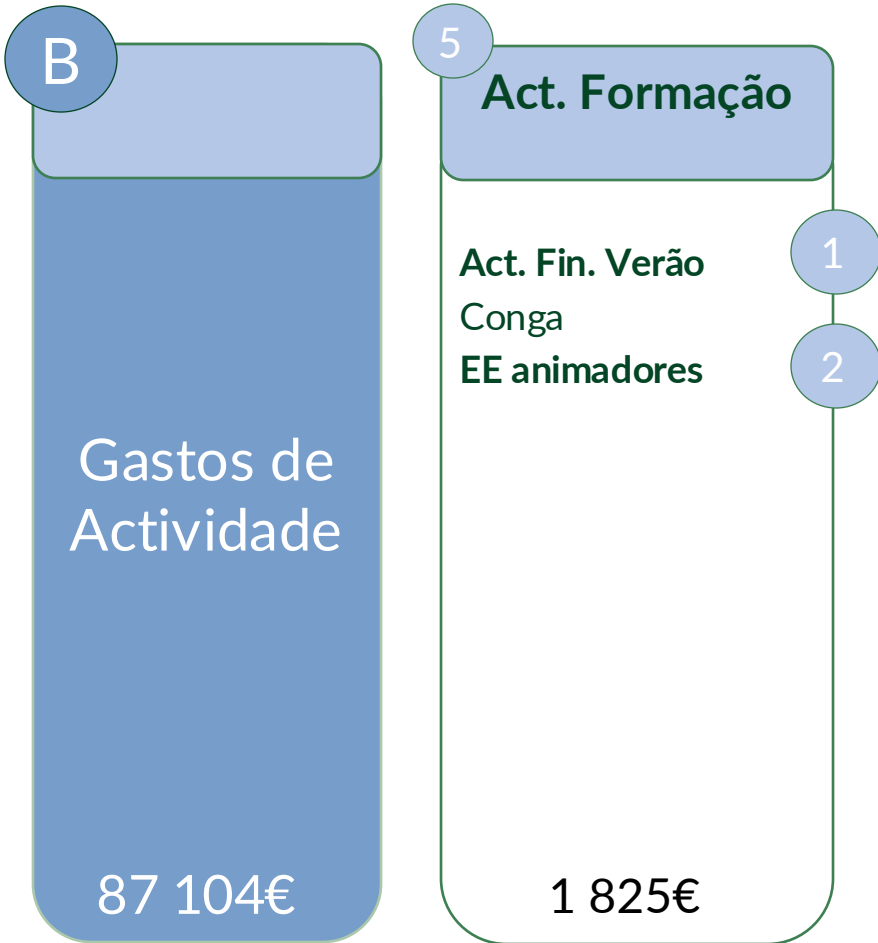 B
Gastos de
Actividade
87 104€
5
Act. Formação
Act. Fin. Verão
1
Conga
EE animadores
2
1 825€